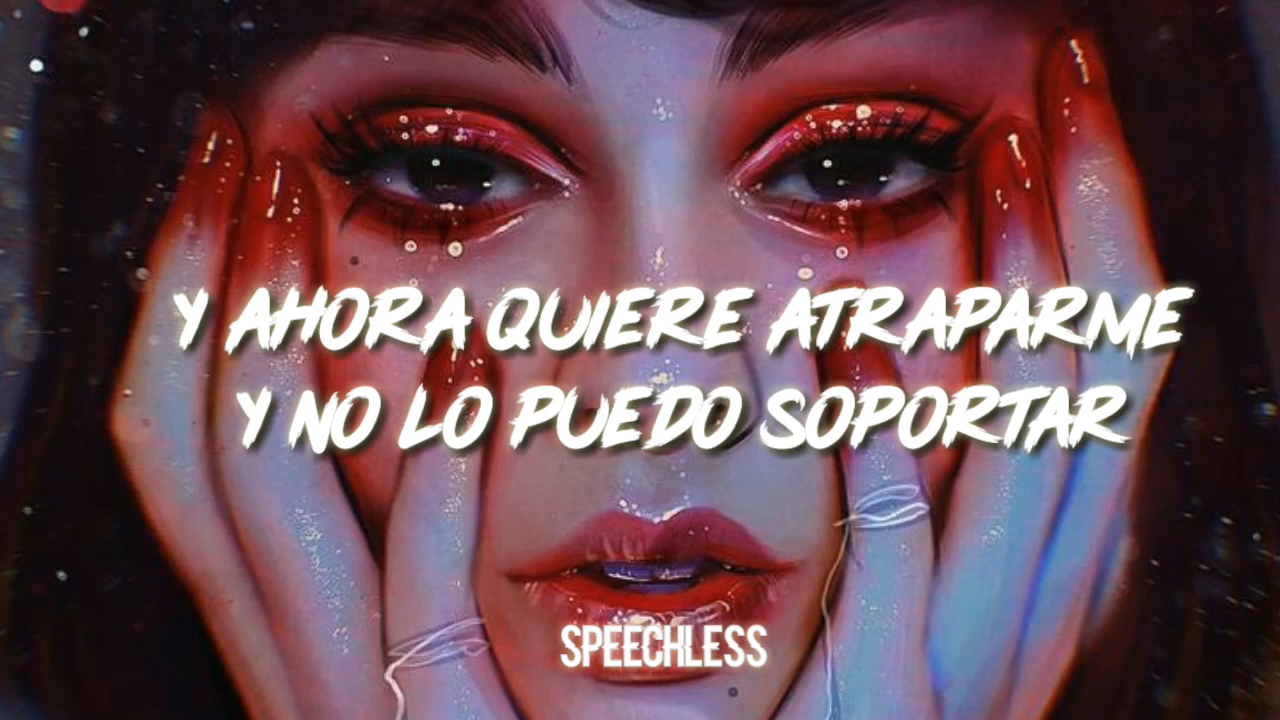 Y AHORA QUIERE ATRAPARME
Y NO LO PUEDO SOPORTAR
SPEECHLESS